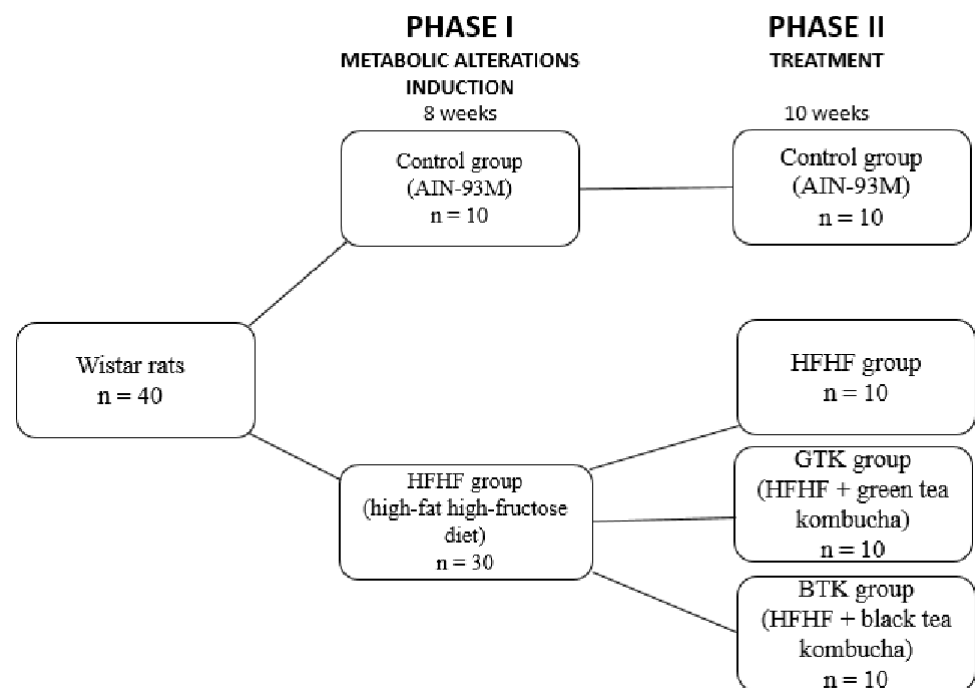 PHASE I
METABOLIC ALTERATIONS
INDUCTION
8 weeks
PHASE II
TREATMENT
10 weeks
Control group
(AIN-93M)
n = 10
Control group
(AIN-93M)
n = 10
Wistar rats
n = 40
HFHF group
(high-fat high-fructose
diet)
n = 30
HFHF group
n = 10
GTK group
(HFHF + green tea
kombucha)
n = 10
BTK group
(HFHF + black tea
kombucha)
n = 10